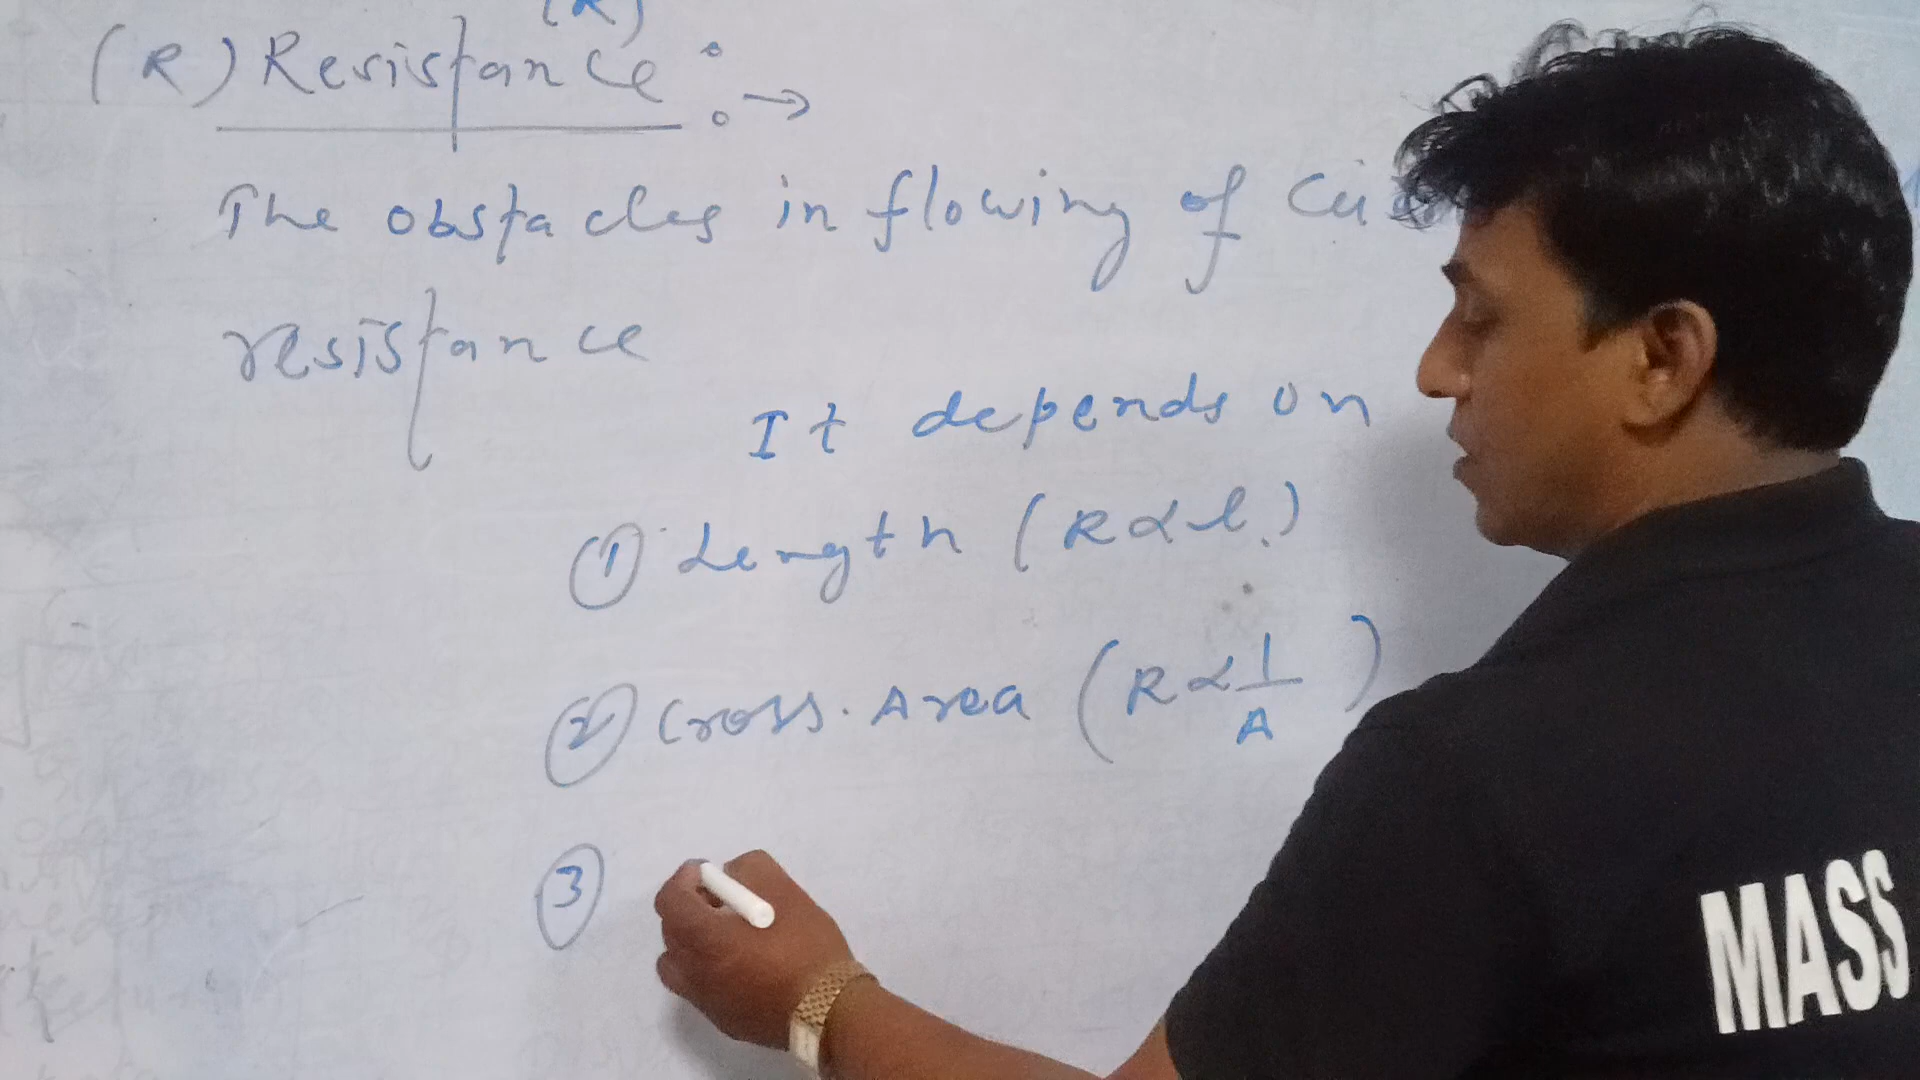 (R)
(R) Resistance :→
The obstacles in flowing of
resistance
It depends on
① Length (R ∝ l.)
② Cross. Area (R ∝ 1/A)
③
MASS